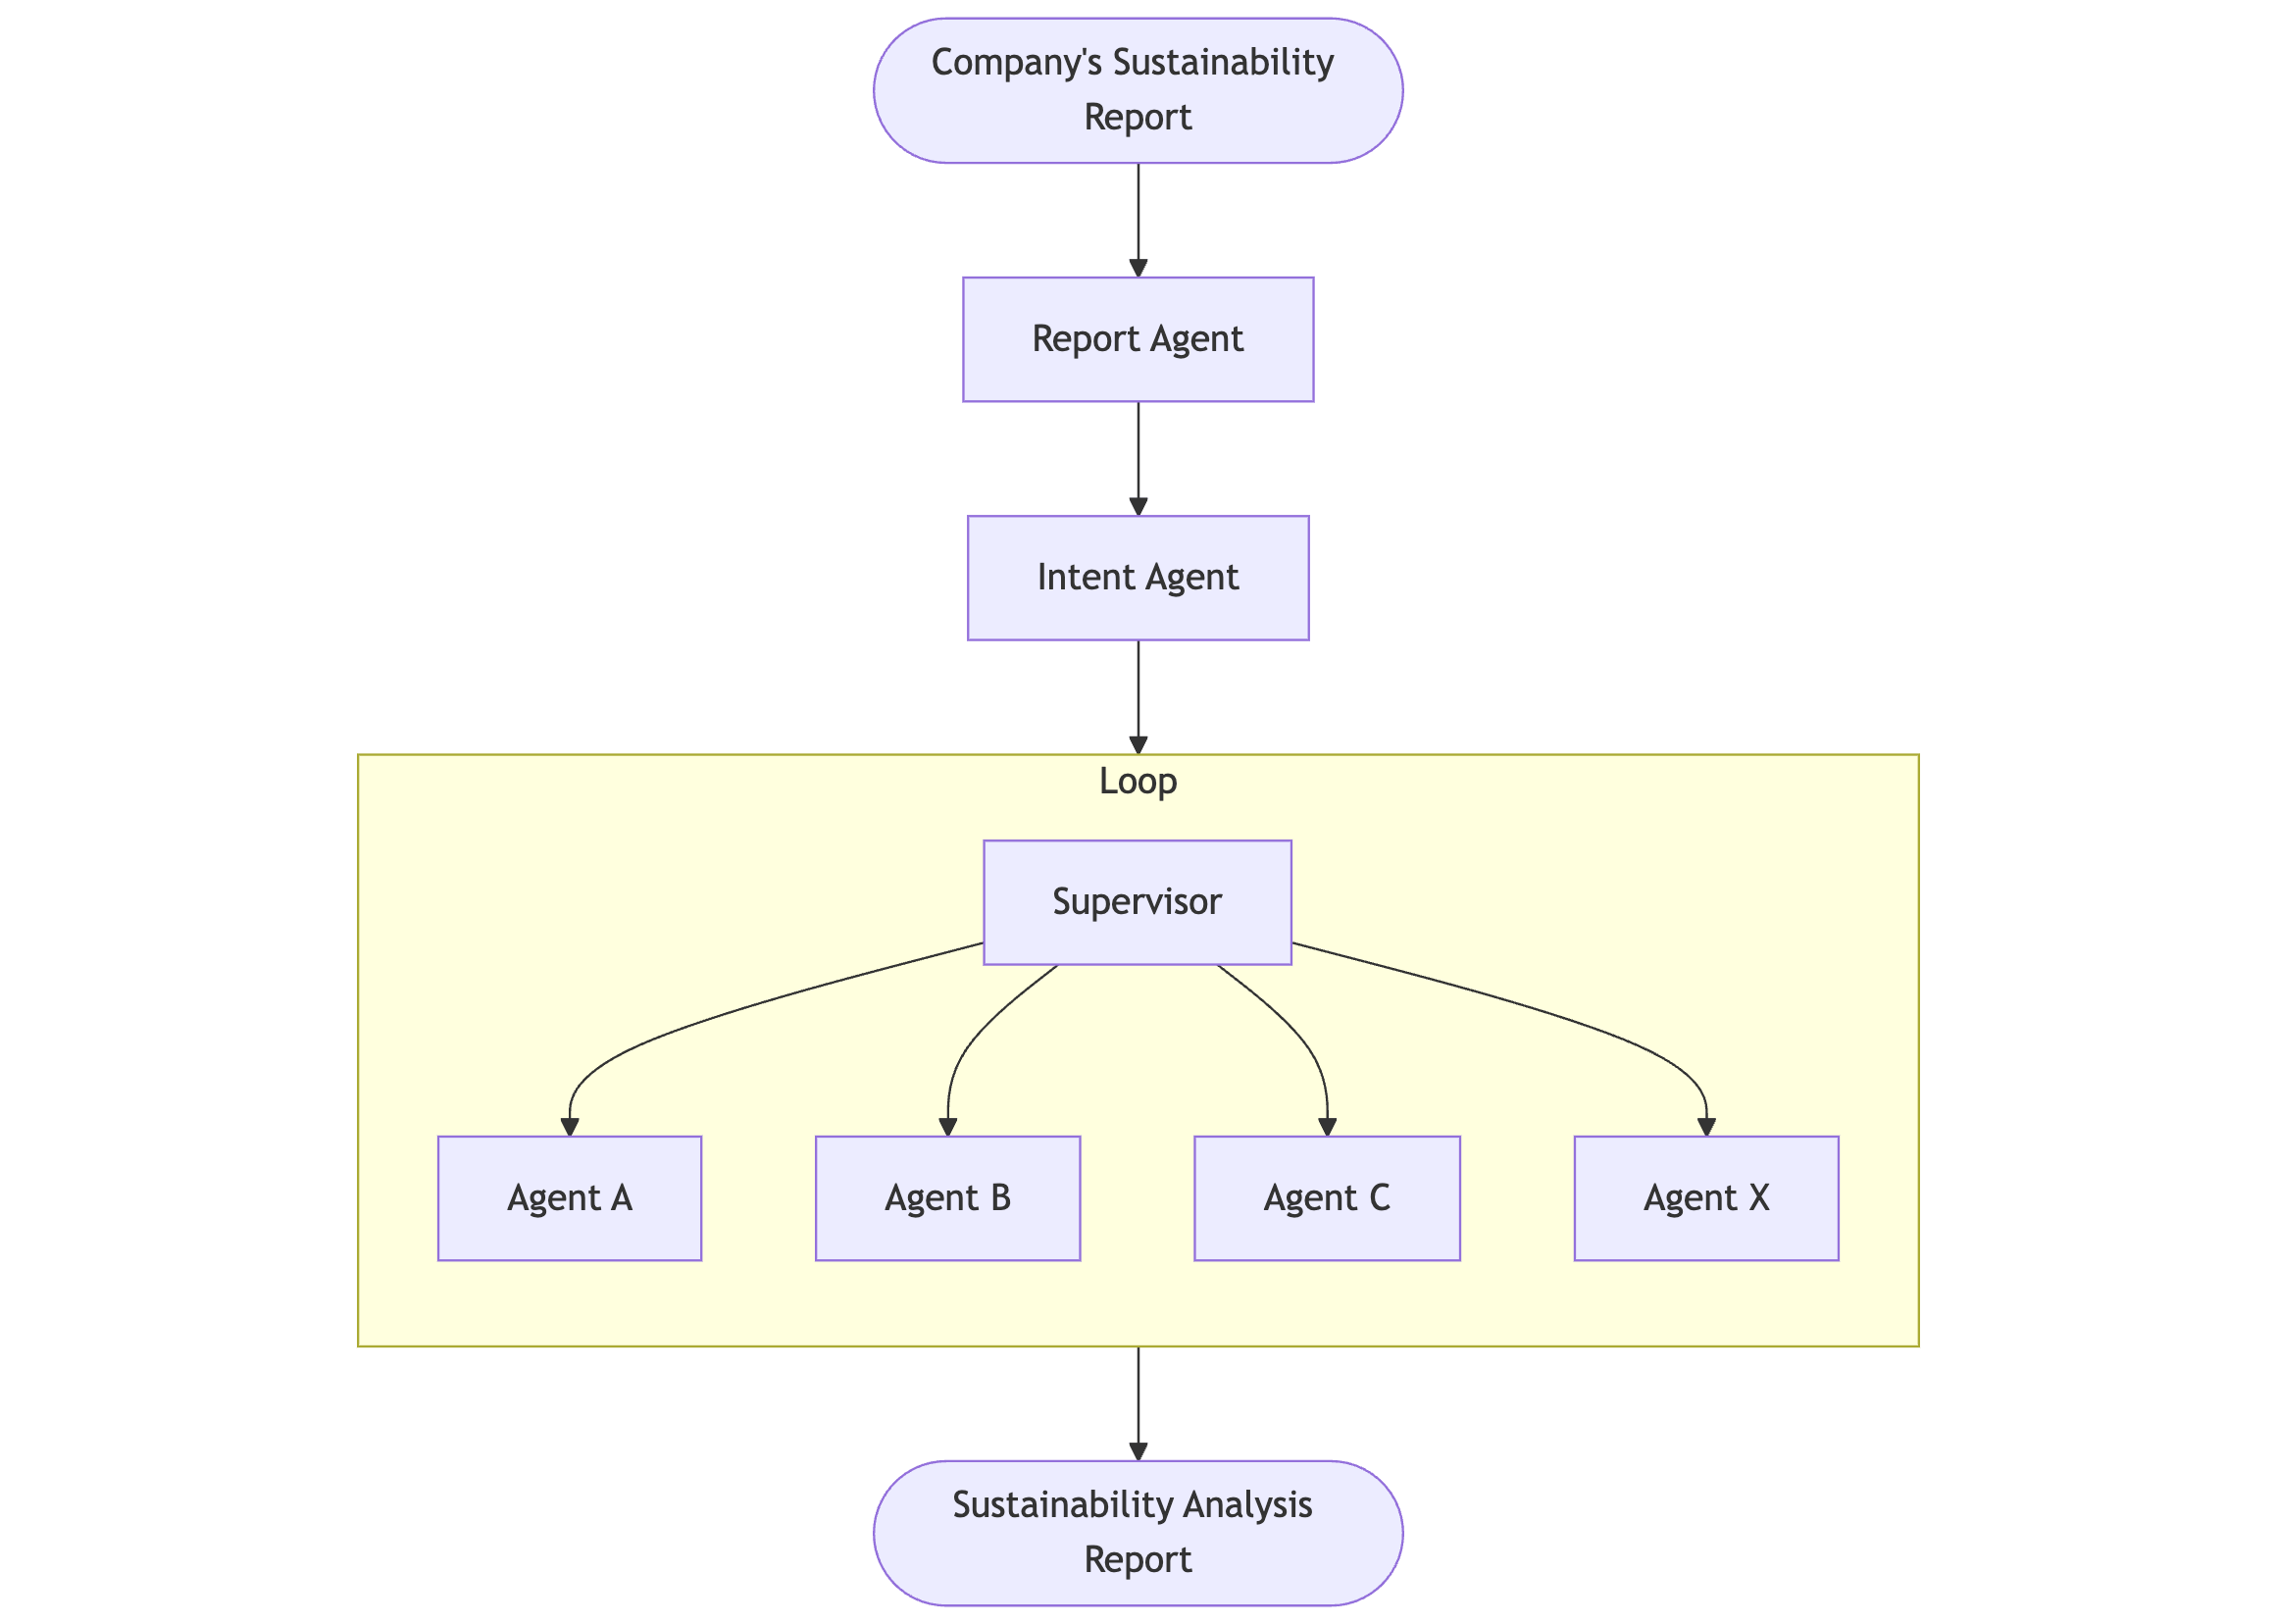 Company's Sustainability
Report
Report Agent
Intent Agent
Loop
Supervisor
Agent A
Agent B
Agent C
Agent X
Sustainability Analysis
Report